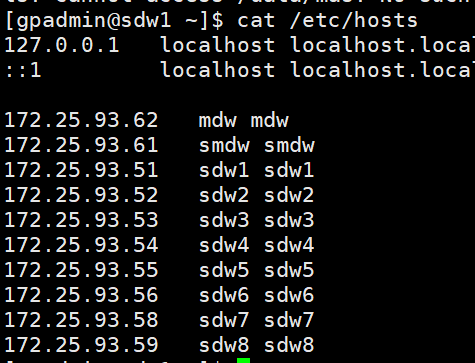 [gpadmin@sdw1 ~]$ cat /etc/hosts
127.0.0.1   localhost localhost.local
::1         localhost localhost.local

172.25.93.62   mdw mdw
172.25.93.61   smdw smdw
172.25.93.51   sdw1 sdw1
172.25.93.52   sdw2 sdw2
172.25.93.53   sdw3 sdw3
172.25.93.54   sdw4 sdw4
172.25.93.55   sdw5 sdw5
172.25.93.56   sdw6 sdw6
172.25.93.58   sdw7 sdw7
172.25.93.59   sdw8 sdw8